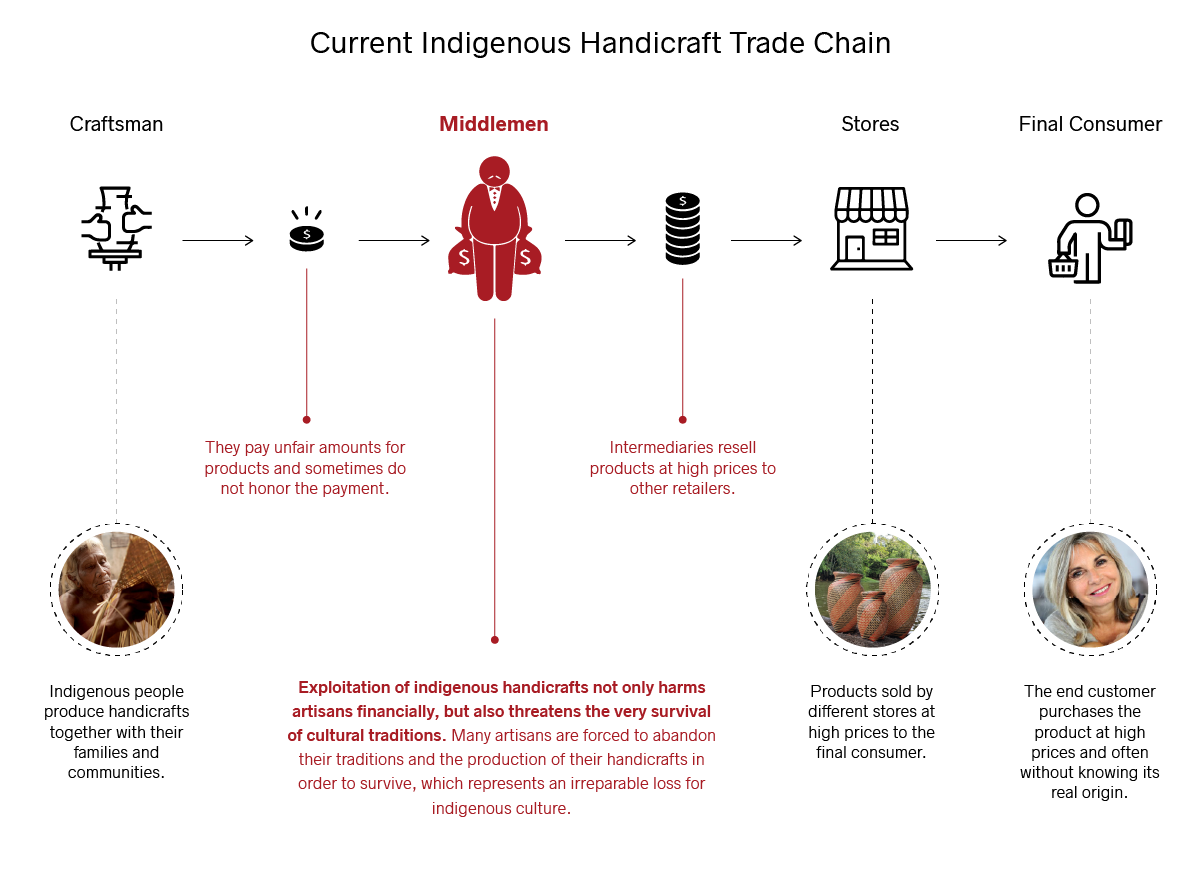 Current Indigenous Handicraft Trade Chain
Craftsman
Middlemen
Stores
Final Consumer
$
$
$ $
They pay unfair amounts for
products and sometimes do
not honor the payment.
Intermediaries resell
products at high prices to
other retailers.
Indigenous people
produce handicrafts
together with their
families and
communities.
Exploitation of indigenous handicrafts not only harms
artisans financially, but also threatens the very survival
of cultural traditions. Many artisans are forced to abandon
their traditions and the production of their handicrafts in
order to survive, which represents an irreparable loss for
indigenous culture.
Products sold by
different stores at
high prices to the
final consumer.
The end customer
purchases the
product at high
prices and often
without knowing its
real origin.